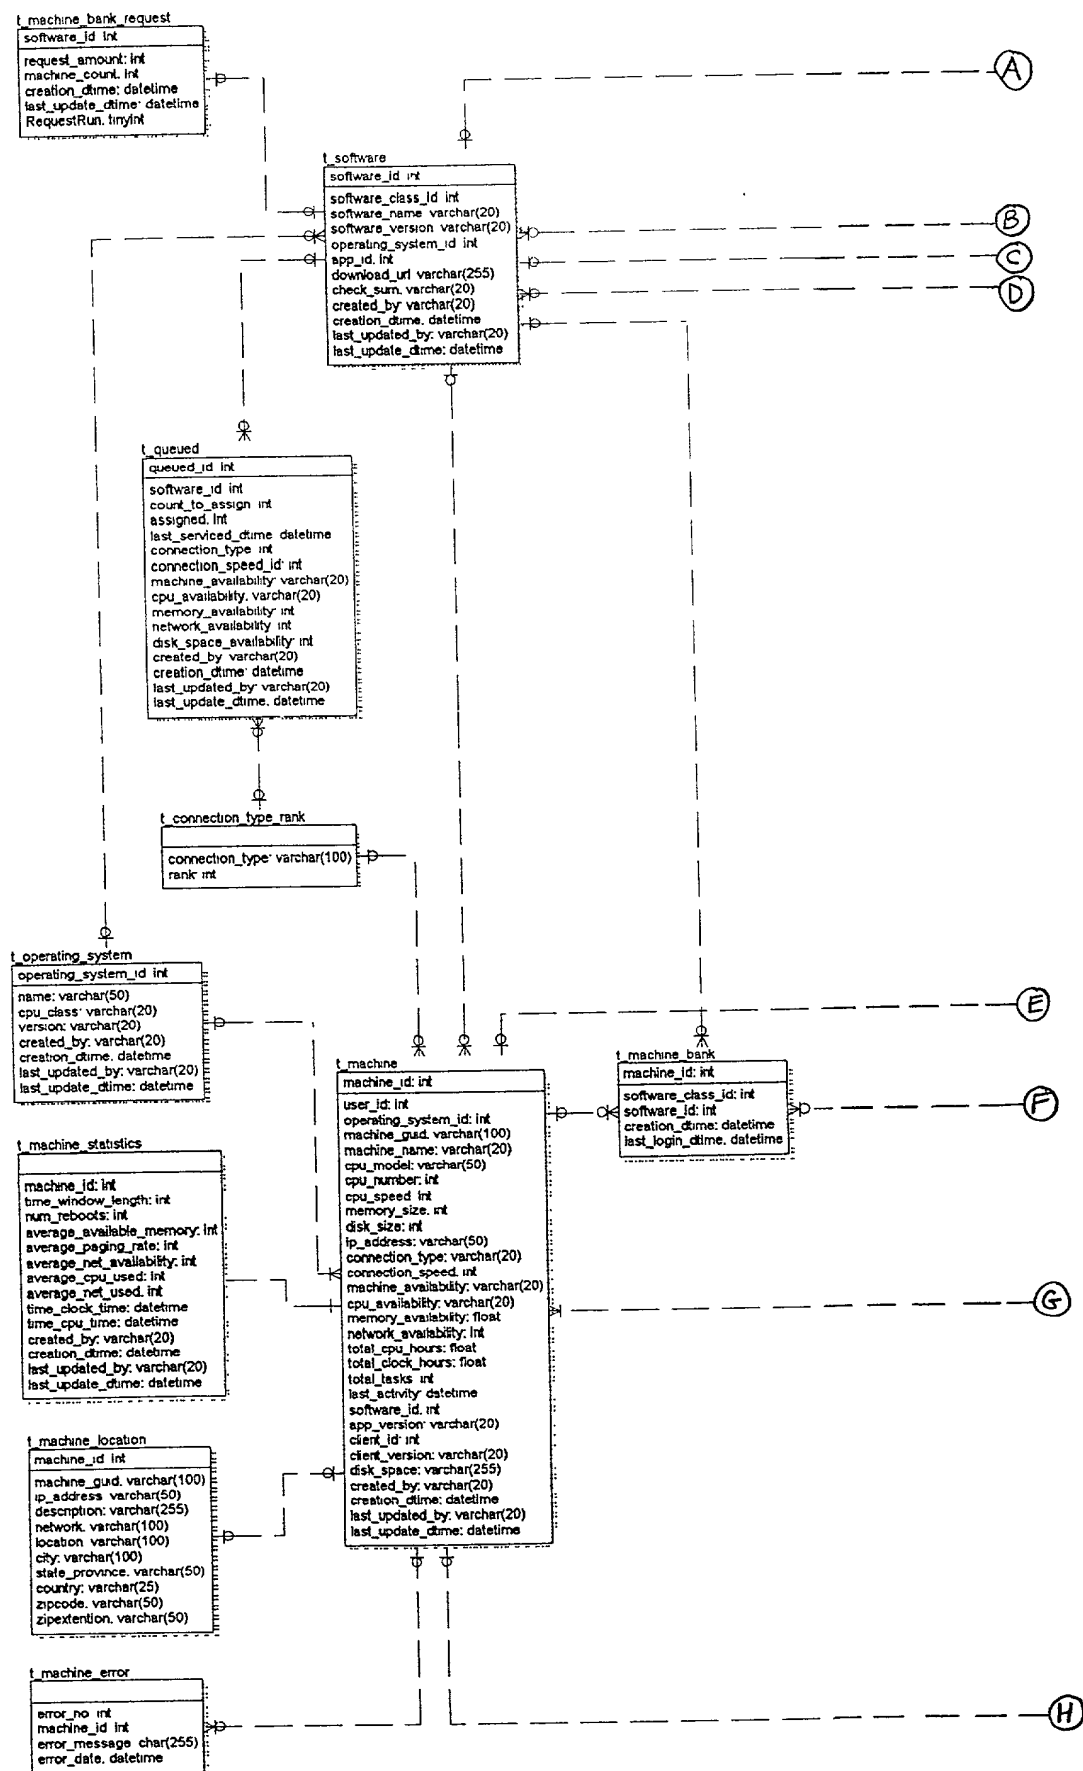 t_machine_bank_request
software_id int
request_amount: int
machine_count. int
creation_dtime: datetime
last_update_dtime: datetime
RequestRun. tinyint
A
t_software
software_id int
software_class_id int
software_name varchar(20)
software_version varchar(20)
operating_system_id int
app_id. int
download_url varchar(255)
check_sum. varchar(20)
created_by varchar(20)
creation_dtime. datetime
last_updated_by: varchar(20)
last_update_dtime: datetime
B
C
D
t_queued
queued_id int
software_id int
count_to_assign int
assigned. int
last_serviced_dtime datetime
connection_type int
connection_speed_id: int
machine_availability: varchar(20)
cpu_availability. varchar(20)
memory_availability: int
network_availability int
disk_space_availability: int
created_by varchar(20)
creation_dtime: datetime
last_updated_by: varchar(20)
last_update_dtime. datetime
t_connection_type_rank
connection_type: varchar(100)
rank: int
t_operating_system
operating_system_id int
name: varchar(50)
cpu_class: varchar(20)
version: varchar(20)
created_by: varchar(20)
creation_dtime. datetime
last_updated_by: varchar(20)
last_update_dtime: datetime
E
t_machine
machine_id: int
user_id: int
operating_system_id: int
machine_guid. varchar(100)
machine_name: varchar(20)
cpu_model: varchar(50)
cpu_number: int
cpu_speed int
memory_size. int
disk_size: int
ip_address: varchar(50)
connection_type: varchar(20)
connection_speed. int
machine_availability: varchar(20)
cpu_availability: varchar(20)
memory_availability: float
network_availability: int
total_cpu_hours: float
total_clock_hours: float
total_tasks int
last_activity datetime
software_id. int
app_version: varchar(20)
client_id: int
client_version: varchar(20)
disk_space: varchar(255)
created_by: varchar(20)
creation_dtime: datetime
last_updated_by: varchar(20)
last_update_dtime: datetime
t_machine_bank
machine_id: int
software_class_id: int
software_id: int
creation_dtime: datetime
last_login_dtime. datetime
F
t_machine_statistics
machine_id: int
time_window_length: int
num_reboots: int
average_available_memory: int
average_paging_rate: int
average_net_availability: int
average_cpu_used: int
average_net_used. int
time_clock_time: datetime
time_cpu_time: datetime
created_by: varchar(20)
creation_dtime: datetime
last_updated_by: varchar(20)
last_update_dtime: datetime
G
t_machine_location
machine_id int
machine_guid. varchar(100)
ip_address varchar(50)
description: varchar(255)
network. varchar(100)
location varchar(100)
city: varchar(100)
state_province. varchar(50)
country: varchar(25)
zipcode. varchar(50)
zipextention. varchar(50)
t_machine_error
error_no int
machine_id int
error_message char(255)
error_date. datetime
H